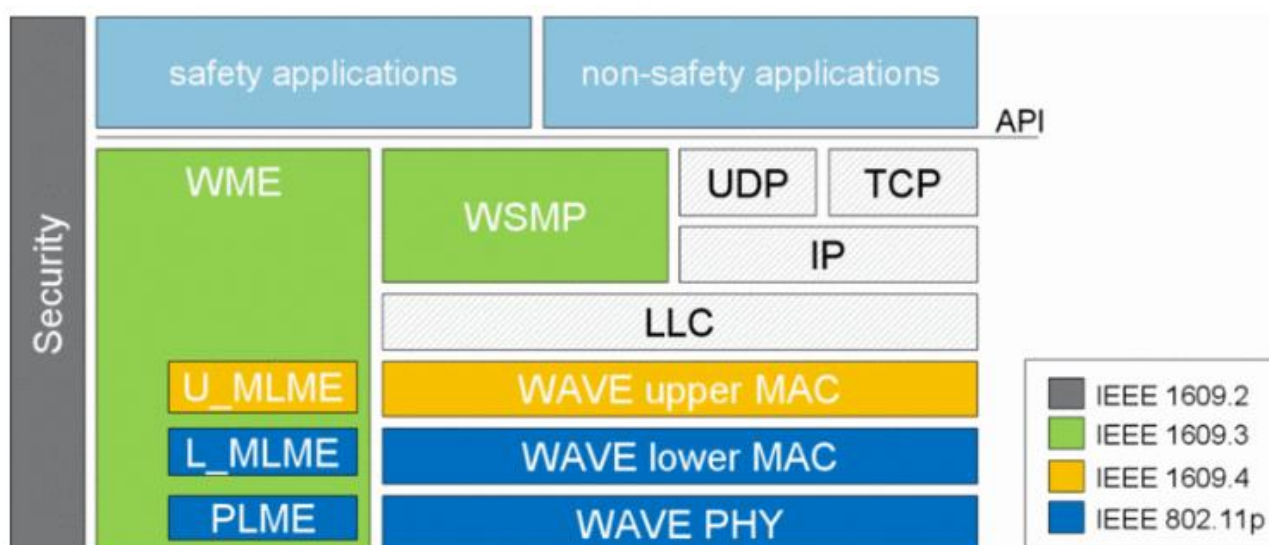 safety applications
non-safety applications
API
Security
WME
WSMP
UDP
TCP
IP
LLC
U_MLME
WAVE upper MAC
L_MLME
WAVE lower MAC
PLME
WAVE PHY
IEEE 1609.2
IEEE 1609.3
IEEE 1609.4
IEEE 802.11p